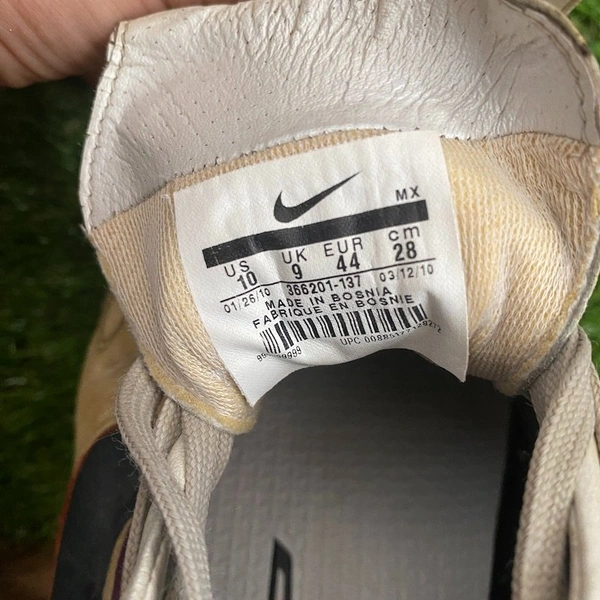 MX
US UK EUR cm
10 9 44 28
01/26/10 366201-137 03/12/10
MADE IN BOSNIA
FABRIQUE EN BOSNIE